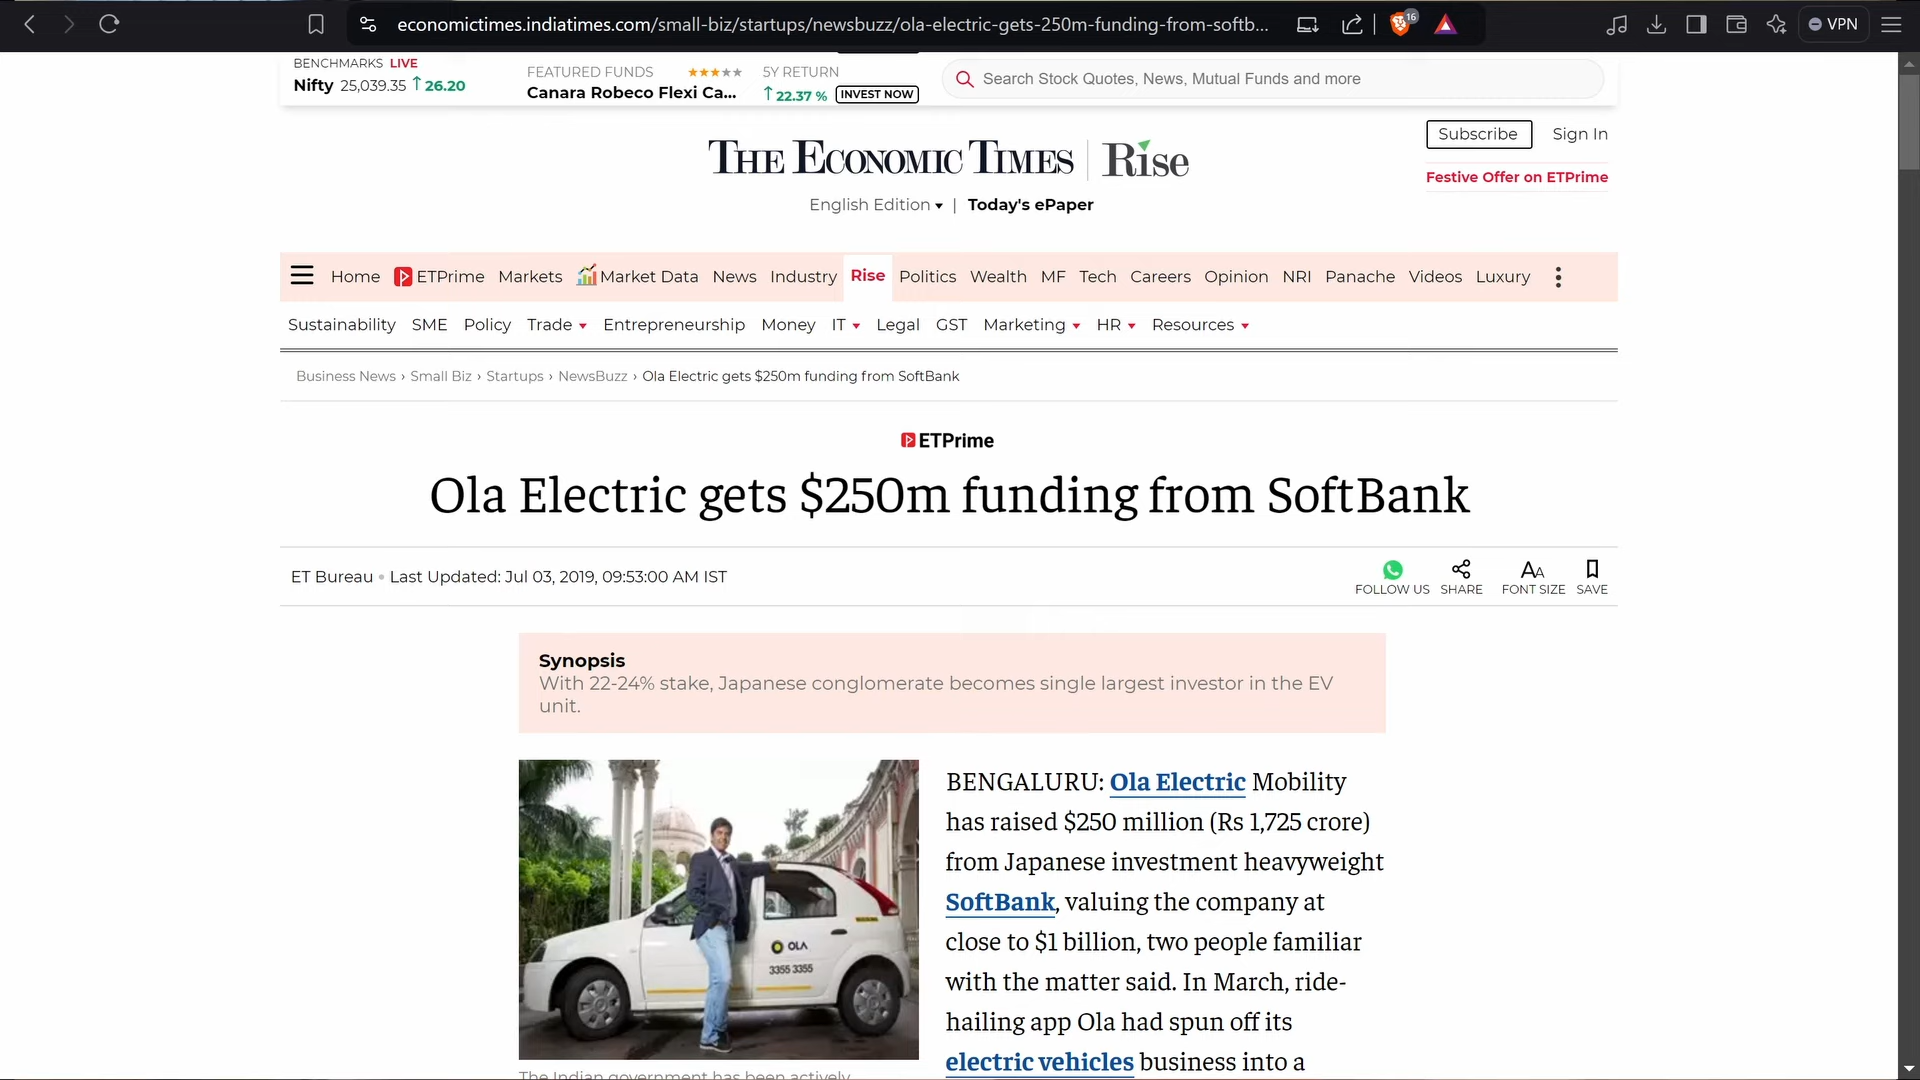 economictimes.indiatimes.com/small-biz/startups/newsbuzz/ola-electric-gets-250m-funding-from-softb...
16
VPN
BENCHMARKS LIVE
Nifty 25,039.35 ↑ 26.20
FEATURED FUNDS ★★★★★
Canara Robeco Flexi Ca...
5Y RETURN
↑ 22.37 % INVEST NOW
Search Stock Quotes, News, Mutual Funds and more
THE ECONOMIC TIMES | Rise
English Edition ▾ | Today's ePaper
Subscribe Sign In
Festive Offer on ETPrime
Home ETPrime Markets Market Data News Industry Rise Politics Wealth MF Tech Careers Opinion NRI Panache Videos Luxury
Sustainability SME Policy Trade ▾ Entrepreneurship Money IT ▾ Legal GST Marketing ▾ HR ▾ Resources ▾
Business News › Small Biz › Startups › NewsBuzz › Ola Electric gets $250m funding from SoftBank
ETPrime
Ola Electric gets $250m funding from SoftBank
ET Bureau • Last Updated: Jul 03, 2019, 09:53:00 AM IST
FOLLOW US SHARE FONT SIZE SAVE
Synopsis
With 22-24% stake, Japanese conglomerate becomes single largest investor in the EV
unit.
OLA
3355 3355
The Indian government has been actively
BENGALURU: Ola Electric Mobility
has raised $250 million (Rs 1,725 crore)
from Japanese investment heavyweight
SoftBank, valuing the company at
close to $1 billion, two people familiar
with the matter said. In March, ride-
hailing app Ola had spun off its
electric vehicles business into a